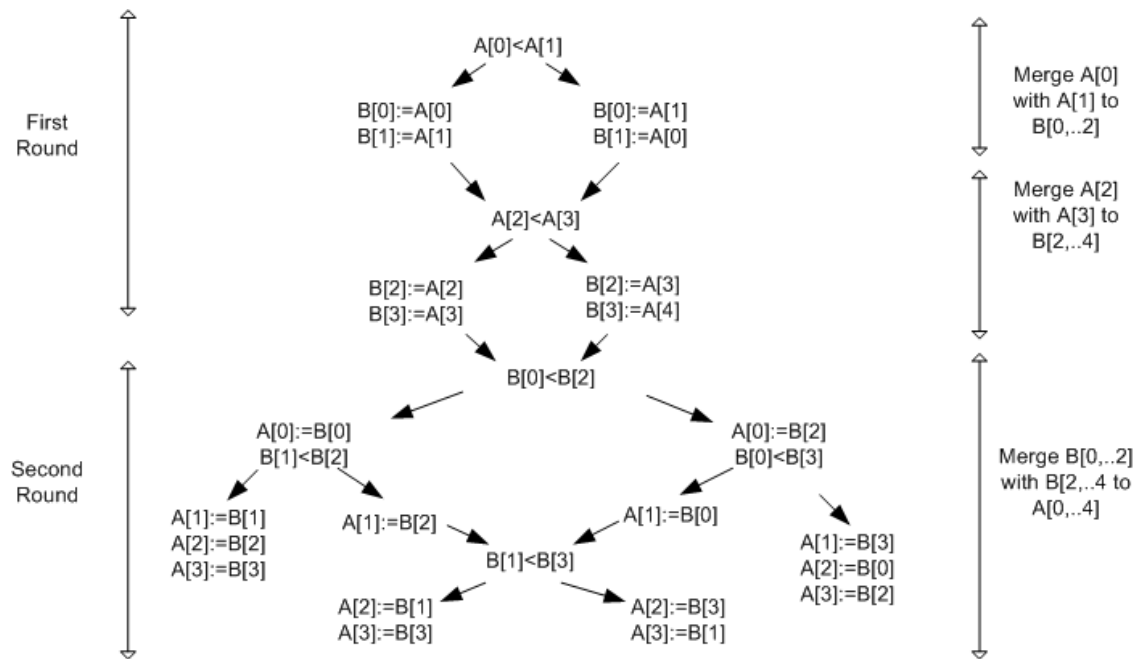 A[0]<A[1]
First
Round
B[0]:=A[0]
B[1]:=A[1]
B[0]:=A[1]
B[1]:=A[0]
Merge A[0]
with A[1] to
B[0,..2]
A[2]<A[3]
Merge A[2]
with A[3] to
B[2,..4]
B[2]:=A[2]
B[3]:=A[3]
B[2]:=A[3]
B[3]:=A[4]
B[0]<B[2]
Second
Round
A[0]:=B[0]
B[1]<B[2]
A[0]:=B[2]
B[0]<B[3]
Merge B[0,..2]
with B[2,..4 to
A[0,..4]
A[1]:=B[1]
A[2]:=B[2]
A[3]:=B[3]
A[1]:=B[2]
A[1]:=B[0]
A[1]:=B[3]
A[2]:=B[0]
A[3]:=B[2]
B[1]<B[3]
A[2]:=B[1]
A[3]:=B[3]
A[2]:=B[3]
A[3]:=B[1]